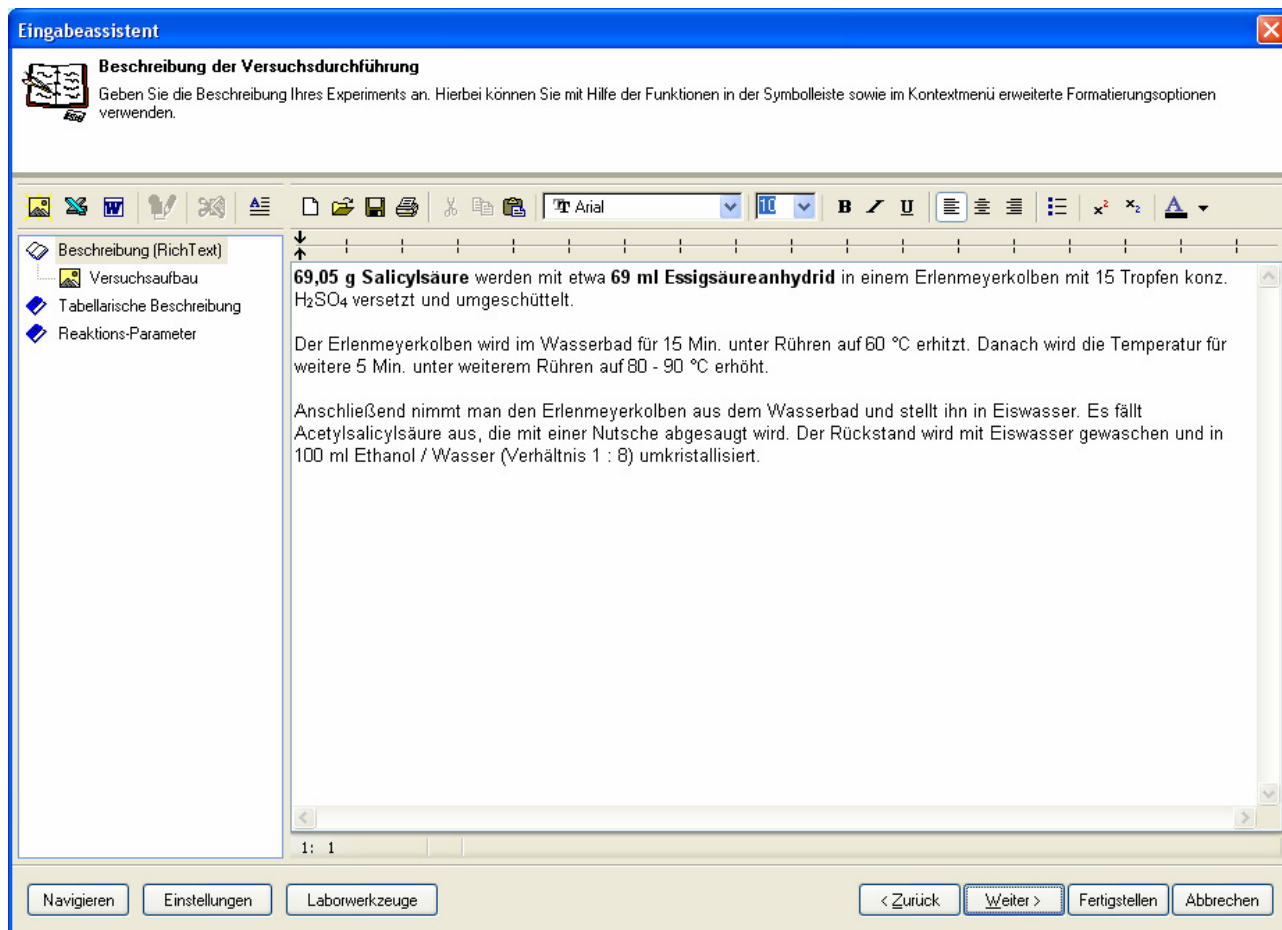 Eingabeassistent
Beschreibung der Versuchsdurchführung
Geben Sie die Beschreibung Ihres Experiments an. Hierbei können Sie mit Hilfe der Funktionen in der Symbolleiste sowie im Kontextmenü erweiterte Formatierungsoptionen
verwenden.
Arial
10
Beschreibung (RichText)
Versuchsaufbau
Tabellarische Beschreibung
Reaktions-Parameter
69,05 g Salicylsäure werden mit etwa 69 ml Essigsäureanhydrid in einem Erlenmeyerkolben mit 15 Tropfen konz.
H₂SO₄ versetzt und umgeschüttelt.
Der Erlenmeyerkolben wird im Wasserbad für 15 Min. unter Rühren auf 60 °C erhitzt. Danach wird die Temperatur für
weitere 5 Min. unter weiterem Rühren auf 80 - 90 °C erhöht.
Anschließend nimmt man den Erlenmeyerkolben aus dem Wasserbad und stellt ihn in Eiswasser. Es fällt
Acetylsalicylsäure aus, die mit einer Nutsche abgesaugt wird. Der Rückstand wird mit Eiswasser gewaschen und in
100 ml Ethanol / Wasser (Verhältnis 1 : 8) umkristallisiert.
1: 1
Navigieren Einstellungen Laborwerkzeuge < Zurück Weiter > Fertigstellen Abbrechen